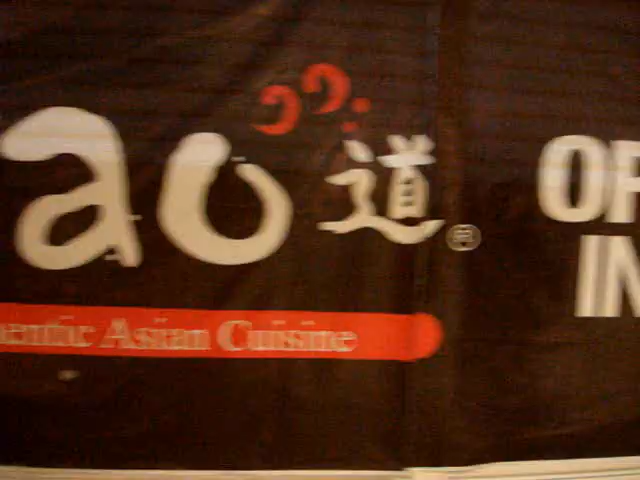 ao 道 ®
entic Asian Cuisine
OP
IN